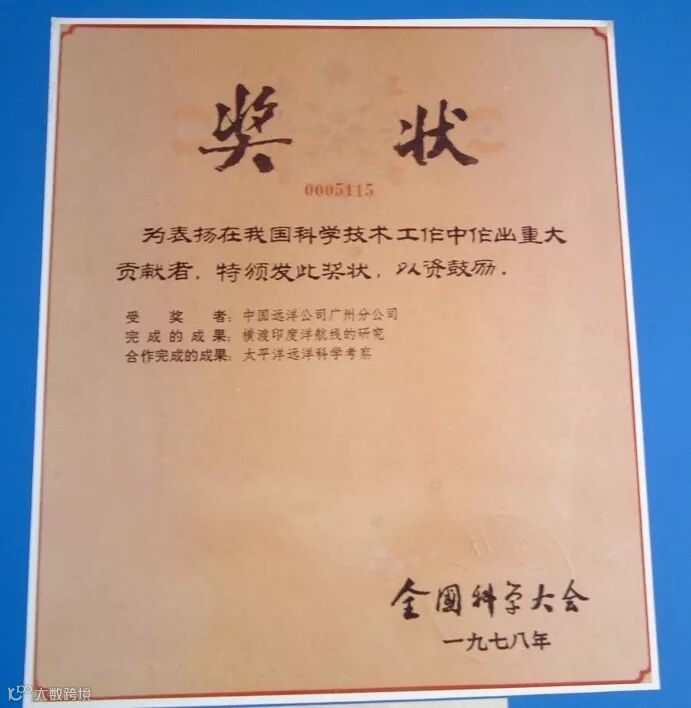 奖 状
0005115
为表扬在我国科学技术工作中作出重大
贡献者，特颁发此奖状，以资鼓励．
受奖者：中国远洋公司广州分公司
完成的成果：横渡印度洋航线的研究
合作完成的成果：太平洋远洋科学考察
全国科学大会
一九七八年
大数跨境